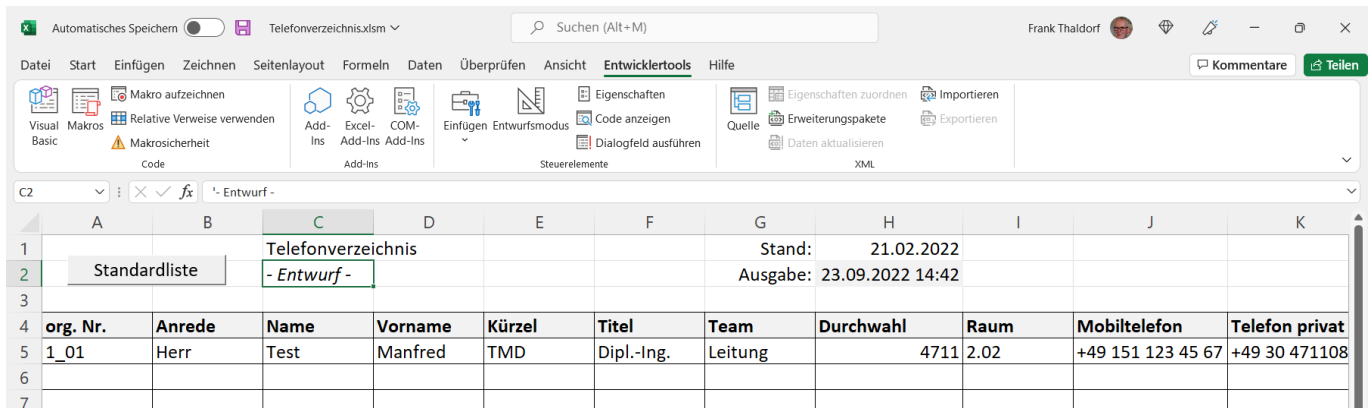 Automatisches Speichern Telefonverzeichnis.xlsm Suchen (Alt+M) Frank Thaldorf
Datei Start Einfügen Zeichnen Seitenlayout Formeln Daten Überprüfen Ansicht Entwicklertools Hilfe Kommentare Teilen
Visual Basic
Makros
Makro aufzeichnen
Relative Verweise verwenden
Makrosicherheit
Code
Add-Ins
Excel-Add-Ins
COM-Add-Ins
Add-Ins
Einfügen
Entwurfsmodus
Eigenschaften
Code anzeigen
Dialogfeld ausführen
Steuerelemente
Quelle
Eigenschaften zuordnen
Erweiterungspakete
Daten aktualisieren
Importieren
Exportieren
XML
C2 fx '- Entwurf -
A B C D E F G H I J K
1 Telefonverzeichnis Stand: 21.02.2022
2 Standardliste - Entwurf - Ausgabe: 23.09.2022 14:42
3
4 org. Nr. Anrede Name Vorname Kürzel Titel Team Durchwahl Raum Mobiltelefon Telefon privat
5 1_01 Herr Test Manfred TMD Dipl.-Ing. Leitung 4711 2.02 +49 151 123 45 67 +49 30 471108
6
7